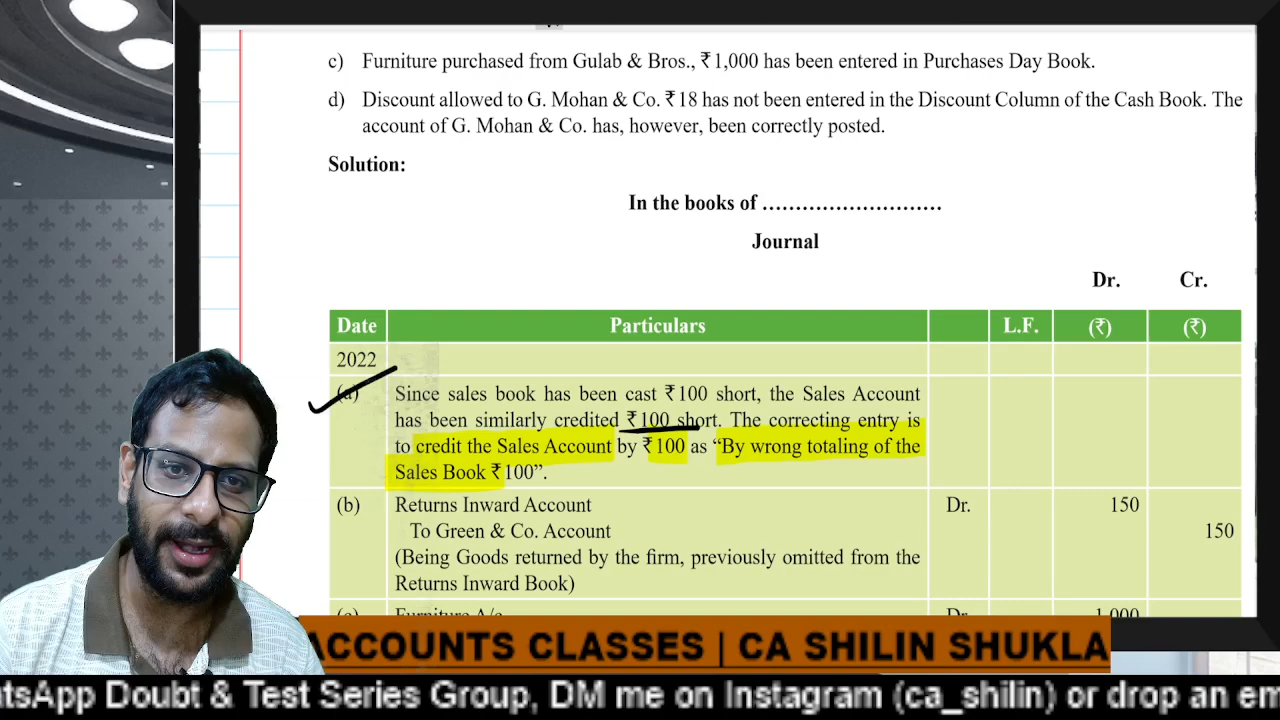 c) Furniture purchased from Gulab & Bros., ₹1,000 has been entered in Purchases Day Book.
d) Discount allowed to G. Mohan & Co. ₹18 has not been entered in the Discount Column of the Cash Book. The
account of G. Mohan & Co. has, however, been correctly posted.
Solution:
In the books of ………………………
Journal
Dr. Cr.
Date Particulars L.F. (₹) (₹)
2022
(a) Since sales book has been cast ₹100 short, the Sales Account
has been similarly credited ₹100 short. The correcting entry is
to credit the Sales Account by ₹100 as “By wrong totaling of the
Sales Book ₹100”.
(b) Returns Inward Account Dr. 150
To Green & Co. Account 150
(Being Goods returned by the firm, previously omitted from the
Returns Inward Book)
(c) Furniture A/c Dr. 1,000
ACCOUNTS CLASSES | CA SHILIN SHUKLA
ntsApp Doubt & Test Series Group, DM me on Instagram (ca_shilin) or drop an em